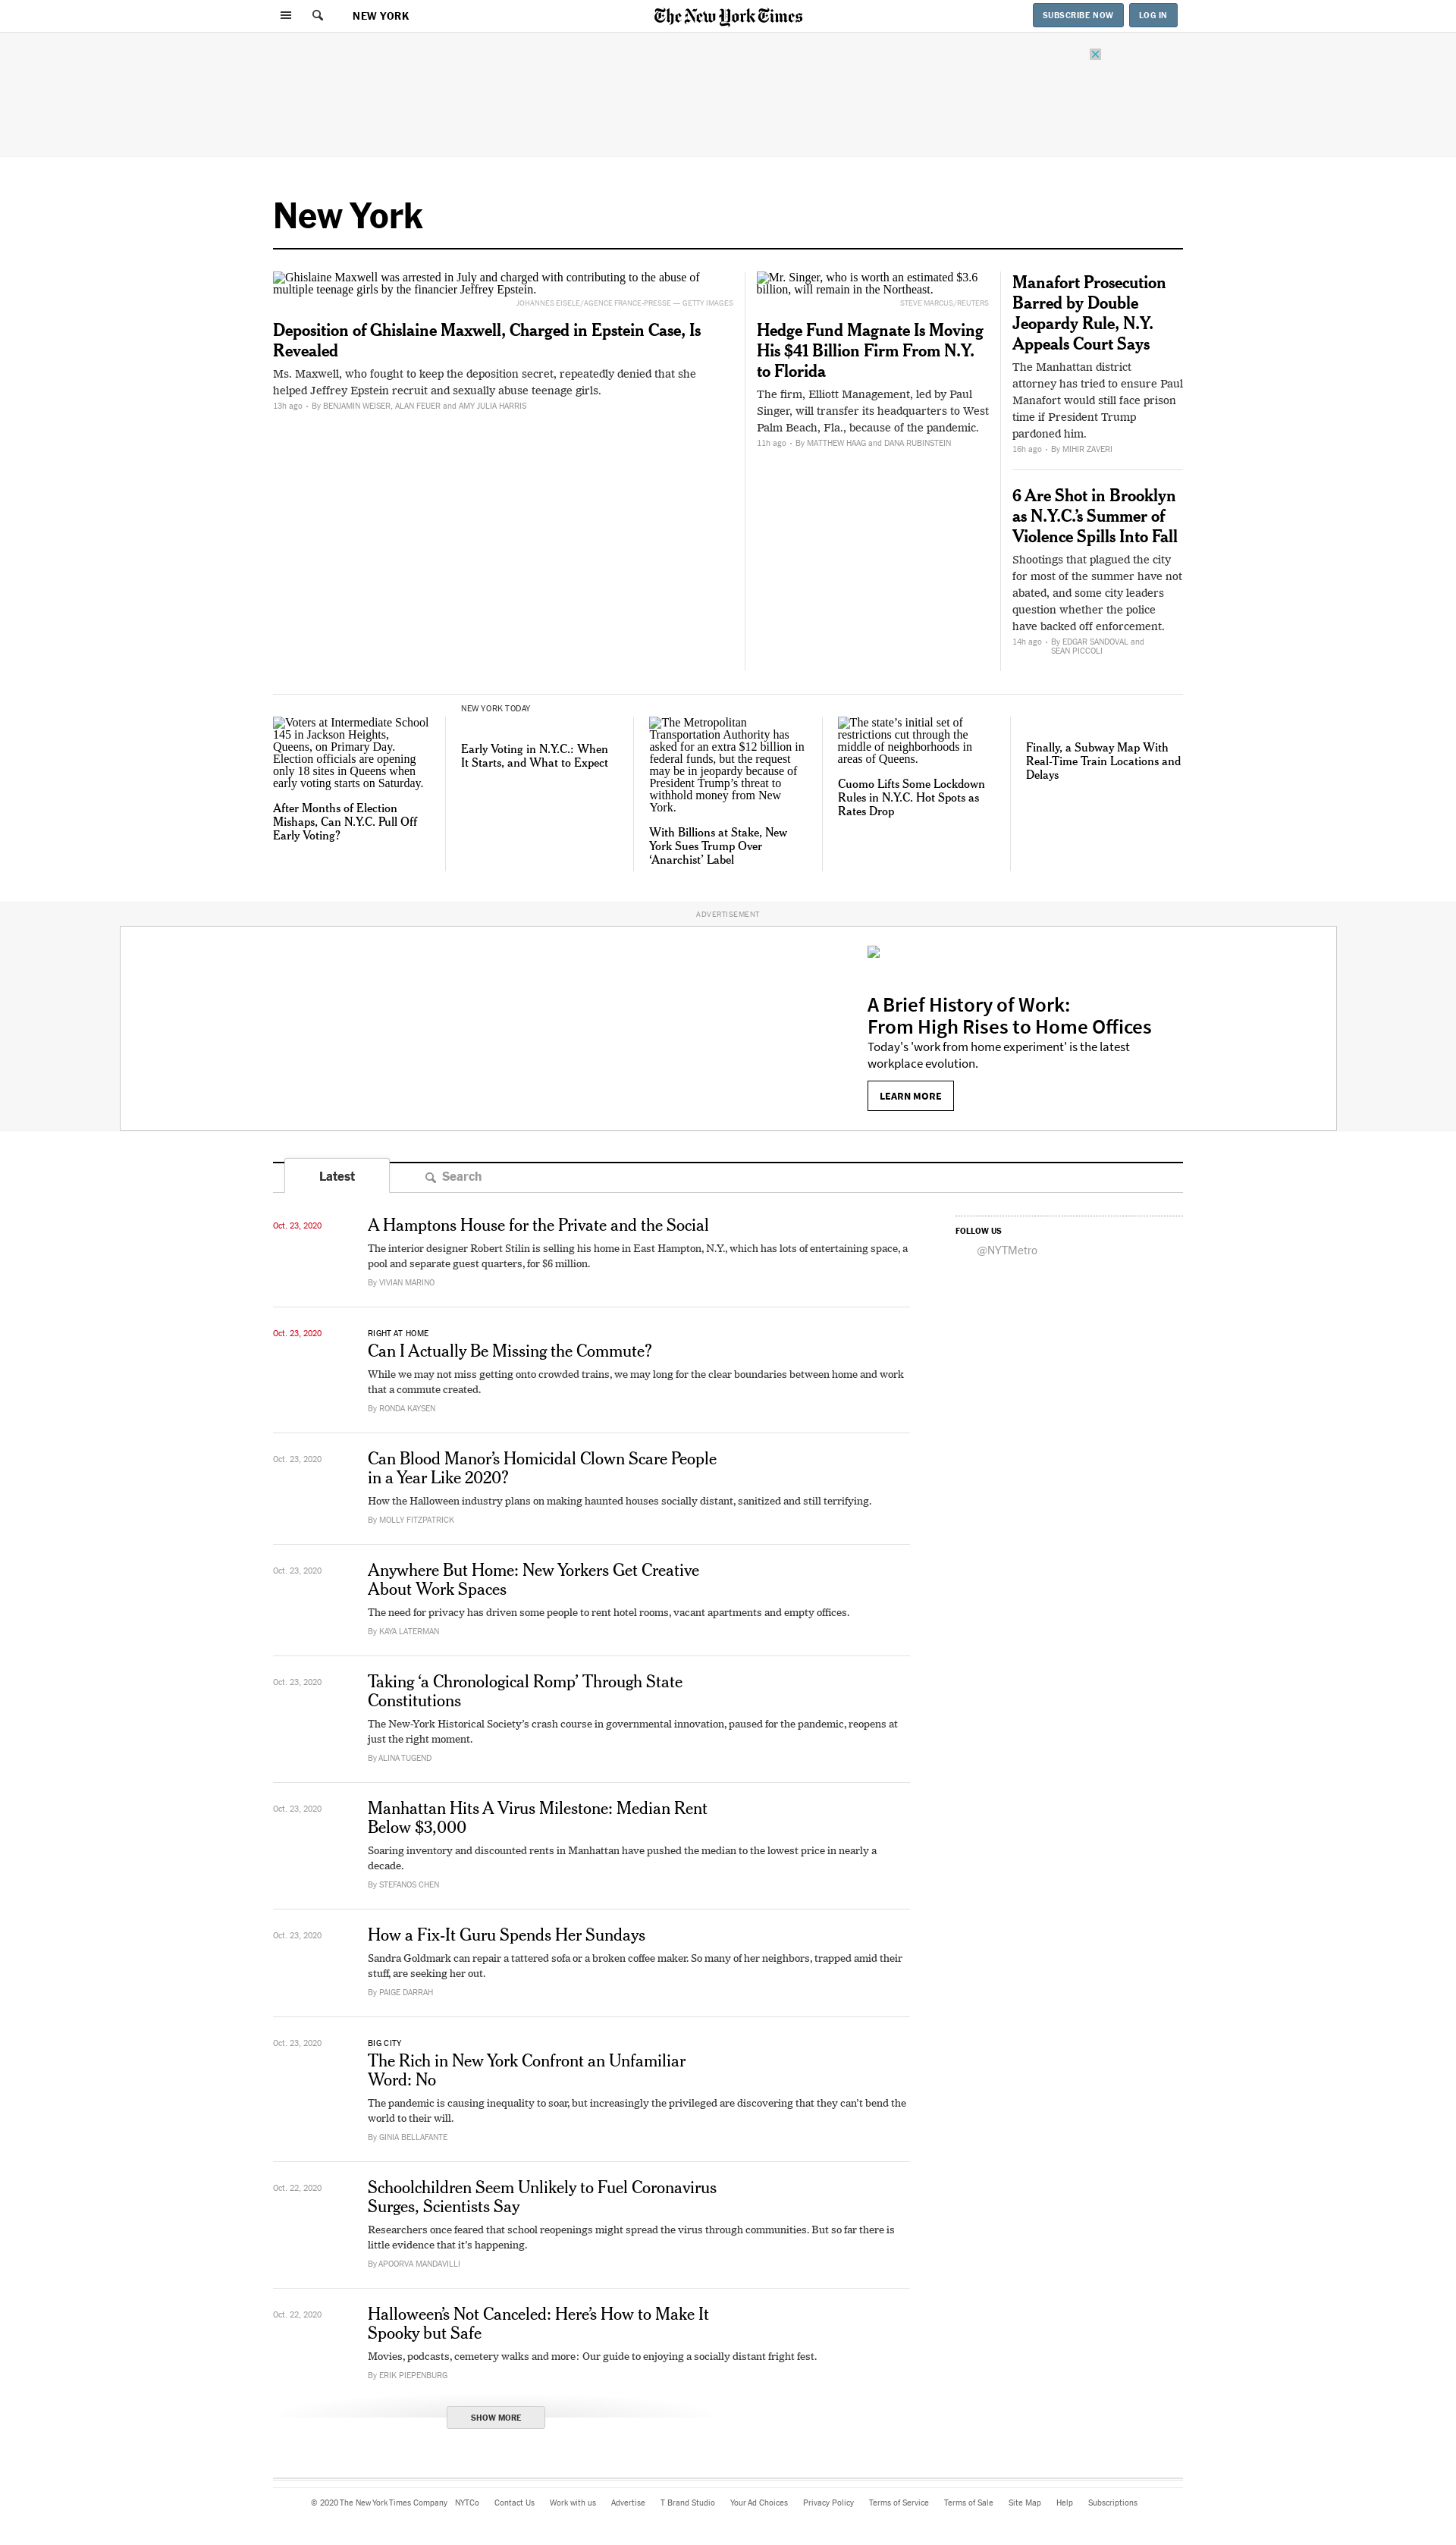 NEW YORK
The New York Times
SUBSCRIBE NOW
LOG IN
New York
Ghislaine Maxwell was arrested in July and charged with contributing to the abuse of
multiple teenage girls by the financier Jeffrey Epstein.
JOHANNES EISELE/AGENCE FRANCE-PRESSE — GETTY IMAGES
Deposition of Ghislaine Maxwell, Charged in Epstein Case, Is
Revealed
Ms. Maxwell, who fought to keep the deposition secret, repeatedly denied that she
helped Jeffrey Epstein recruit and sexually abuse teenage girls.
13h ago • By BENJAMIN WEISER, ALAN FEUER and AMY JULIA HARRIS
Mr. Singer, who is worth an estimated $3.6
billion, will remain in the Northeast.
STEVE MARCUS/REUTERS
Hedge Fund Magnate Is Moving
His $41 Billion Firm From N.Y.
to Florida
The firm, Elliott Management, led by Paul
Singer, will transfer its headquarters to West
Palm Beach, Fla., because of the pandemic.
11h ago • By MATTHEW HAAG and DANA RUBINSTEIN
Manafort Prosecution
Barred by Double
Jeopardy Rule, N.Y.
Appeals Court Says
The Manhattan district
attorney has tried to ensure Paul
Manafort would still face prison
time if President Trump
pardoned him.
16h ago • By MIHIR ZAVERI
6 Are Shot in Brooklyn
as N.Y.C.’s Summer of
Violence Spills Into Fall
Shootings that plagued the city
for most of the summer have not
abated, and some city leaders
question whether the police
have backed off enforcement.
14h ago • By EDGAR SANDOVAL and
SEAN PICCOLI
Voters at Intermediate School
145 in Jackson Heights,
Queens, on Primary Day.
Election officials are opening
only 18 sites in Queens when
early voting starts on Saturday.
After Months of Election
Mishaps, Can N.Y.C. Pull Off
Early Voting?
NEW YORK TODAY
Early Voting in N.Y.C.: When
It Starts, and What to Expect
The Metropolitan
Transportation Authority has
asked for an extra $12 billion in
federal funds, but the request
may be in jeopardy because of
President Trump’s threat to
withhold money from New
York.
With Billions at Stake, New
York Sues Trump Over
‘Anarchist’ Label
The state’s initial set of
restrictions cut through the
middle of neighborhoods in
areas of Queens.
Cuomo Lifts Some Lockdown
Rules in N.Y.C. Hot Spots as
Rates Drop
Finally, a Subway Map With
Real-Time Train Locations and
Delays
ADVERTISEMENT
A Brief History of Work:
From High Rises to Home Offices
Today's 'work from home experiment' is the latest
workplace evolution.
LEARN MORE
Latest
Search
Oct. 23, 2020
A Hamptons House for the Private and the Social
The interior designer Robert Stilin is selling his home in East Hampton, N.Y., which has lots of entertaining space, a
pool and separate guest quarters, for $6 million.
By VIVIAN MARINO
FOLLOW US
@NYTMetro
Oct. 23, 2020
RIGHT AT HOME
Can I Actually Be Missing the Commute?
While we may not miss getting onto crowded trains, we may long for the clear boundaries between home and work
that a commute created.
By RONDA KAYSEN
Oct. 23, 2020
Can Blood Manor’s Homicidal Clown Scare People
in a Year Like 2020?
How the Halloween industry plans on making haunted houses socially distant, sanitized and still terrifying.
By MOLLY FITZPATRICK
Oct. 23, 2020
Anywhere But Home: New Yorkers Get Creative
About Work Spaces
The need for privacy has driven some people to rent hotel rooms, vacant apartments and empty offices.
By KAYA LATERMAN
Oct. 23, 2020
Taking ‘a Chronological Romp’ Through State
Constitutions
The New-York Historical Society’s crash course in governmental innovation, paused for the pandemic, reopens at
just the right moment.
By ALINA TUGEND
Oct. 23, 2020
Manhattan Hits A Virus Milestone: Median Rent
Below $3,000
Soaring inventory and discounted rents in Manhattan have pushed the median to the lowest price in nearly a
decade.
By STEFANOS CHEN
Oct. 23, 2020
How a Fix-It Guru Spends Her Sundays
Sandra Goldmark can repair a tattered sofa or a broken coffee maker. So many of her neighbors, trapped amid their
stuff, are seeking her out.
By PAIGE DARRAH
Oct. 23, 2020
BIG CITY
The Rich in New York Confront an Unfamiliar
Word: No
The pandemic is causing inequality to soar, but increasingly the privileged are discovering that they can’t bend the
world to their will.
By GINIA BELLAFANTE
Oct. 22, 2020
Schoolchildren Seem Unlikely to Fuel Coronavirus
Surges, Scientists Say
Researchers once feared that school reopenings might spread the virus through communities. But so far there is
little evidence that it’s happening.
By APOORVA MANDAVILLI
Oct. 22, 2020
Halloween’s Not Canceled: Here’s How to Make It
Spooky but Safe
Movies, podcasts, cemetery walks and more: Our guide to enjoying a socially distant fright fest.
By ERIK PIEPENBURG
SHOW MORE
© 2020 The New York Times Company NYTCo Contact Us Work with us Advertise T Brand Studio Your Ad Choices Privacy Policy Terms of Service Terms of Sale Site Map Help Subscriptions